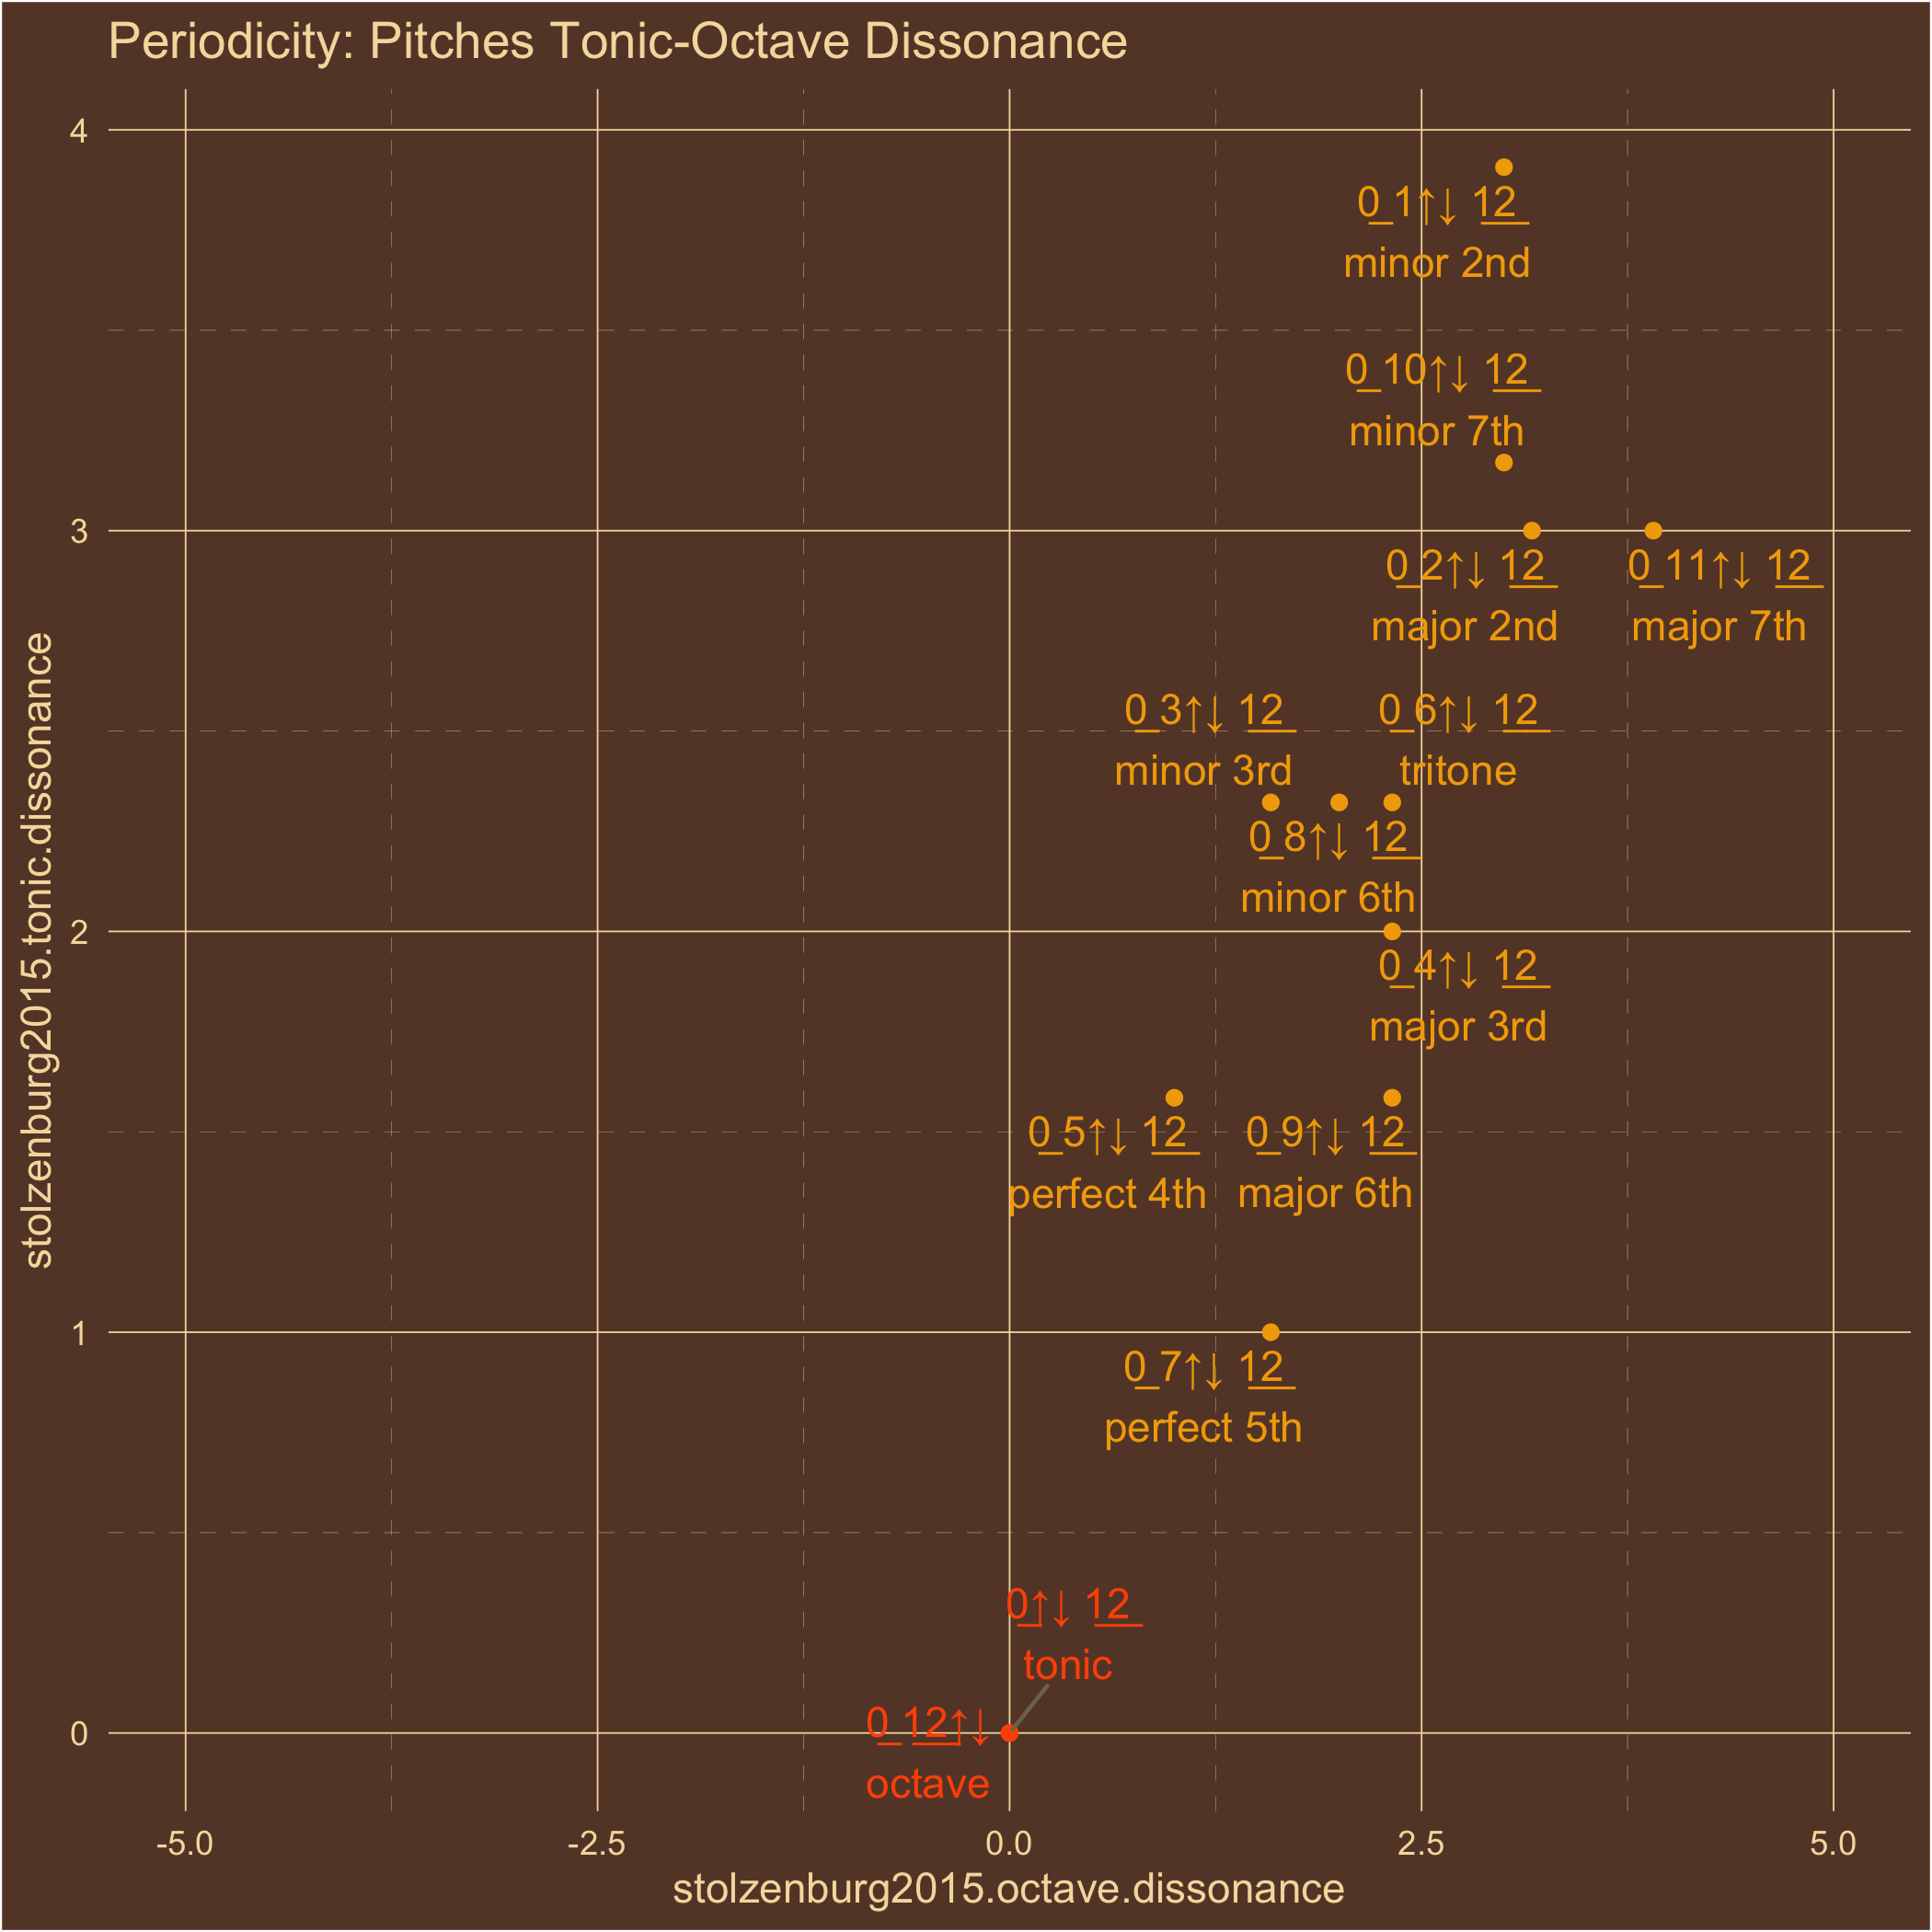 Periodicity: Pitches Tonic-Octave Dissonance
stolzenburg2015.tonic.dissonance
4
3
2
1
0
0 1↑↓ 12
minor 2nd
0 10↑↓ 12
minor 7th
0 2↑↓ 12
major 2nd
0 11↑↓ 12
major 7th
0 3↑↓ 12
minor 3rd
0 6↑↓ 12
tritone
0 8↑↓ 12
minor 6th
0 4↑↓ 12
major 3rd
0 5↑↓ 12
perfect 4th
0 9↑↓ 12
major 6th
0 7↑↓ 12
perfect 5th
0↑↓ 12
tonic
0 12↑↓
octave
-5.0
-2.5
0.0
2.5
5.0
stolzenburg2015.octave.dissonance